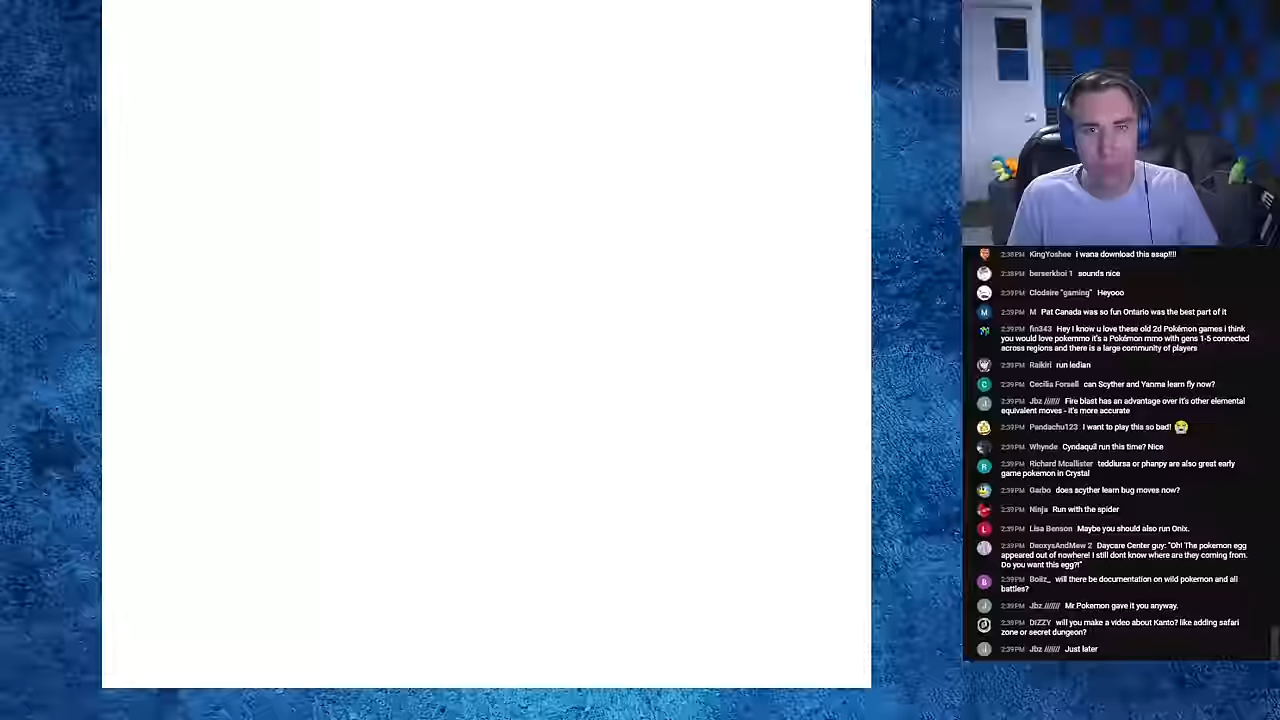 2:38PM KingYoshee i wana download this asap!!!!
2:39PM berserkboi 1 sounds nice
2:39PM Clodsire "gaming" Heyooo
M
2:39PM M Pat Canada was so fun Ontario was the best part of it
2:39PM fin343 Hey I know u love these old 2d Pokémon games i think
you would love pokemmo it's a Pokémon mmo with gens 1-5 connected
across regions and there is a large community of players
2:39PM Raikiri run ledian
C
2:39PM Cecilia Forsell can Scyther and Yanma learn fly now?
J
2:39PM Jbz /////// Fire blast has an advantage over it's other elemental
equivalent moves - it's more accurate
2:39PM Pandachu123 I want to play this so bad!
2:39PM Whynde Cyndaquil run this time? Nice
R
2:39PM Richard Mcallister teddiursa or phanpy are also great early
game pokemon in Crystal
2:39PM Garbo does scyther learn bug moves now?
2:39PM Ninja Run with the spider
L
2:39PM Lisa Benson Maybe you should also run Onix.
2:39PM DeoxysAndMew 2 Daycare Center guy: "Oh! The pokemon egg
appeared out of nowhere! I still dont know where are they coming from.
Do you want this egg?!"
B
2:39PM Boilz_ will there be documentation on wild pokemon and all
battles?
J
2:39PM Jbz /////// Mr Pokemon gave it you anyway.
2:39PM DIZZY will you make a video about Kanto? like adding safari
zone or secret dungeon?
J
2:39PM Jbz /////// Just later